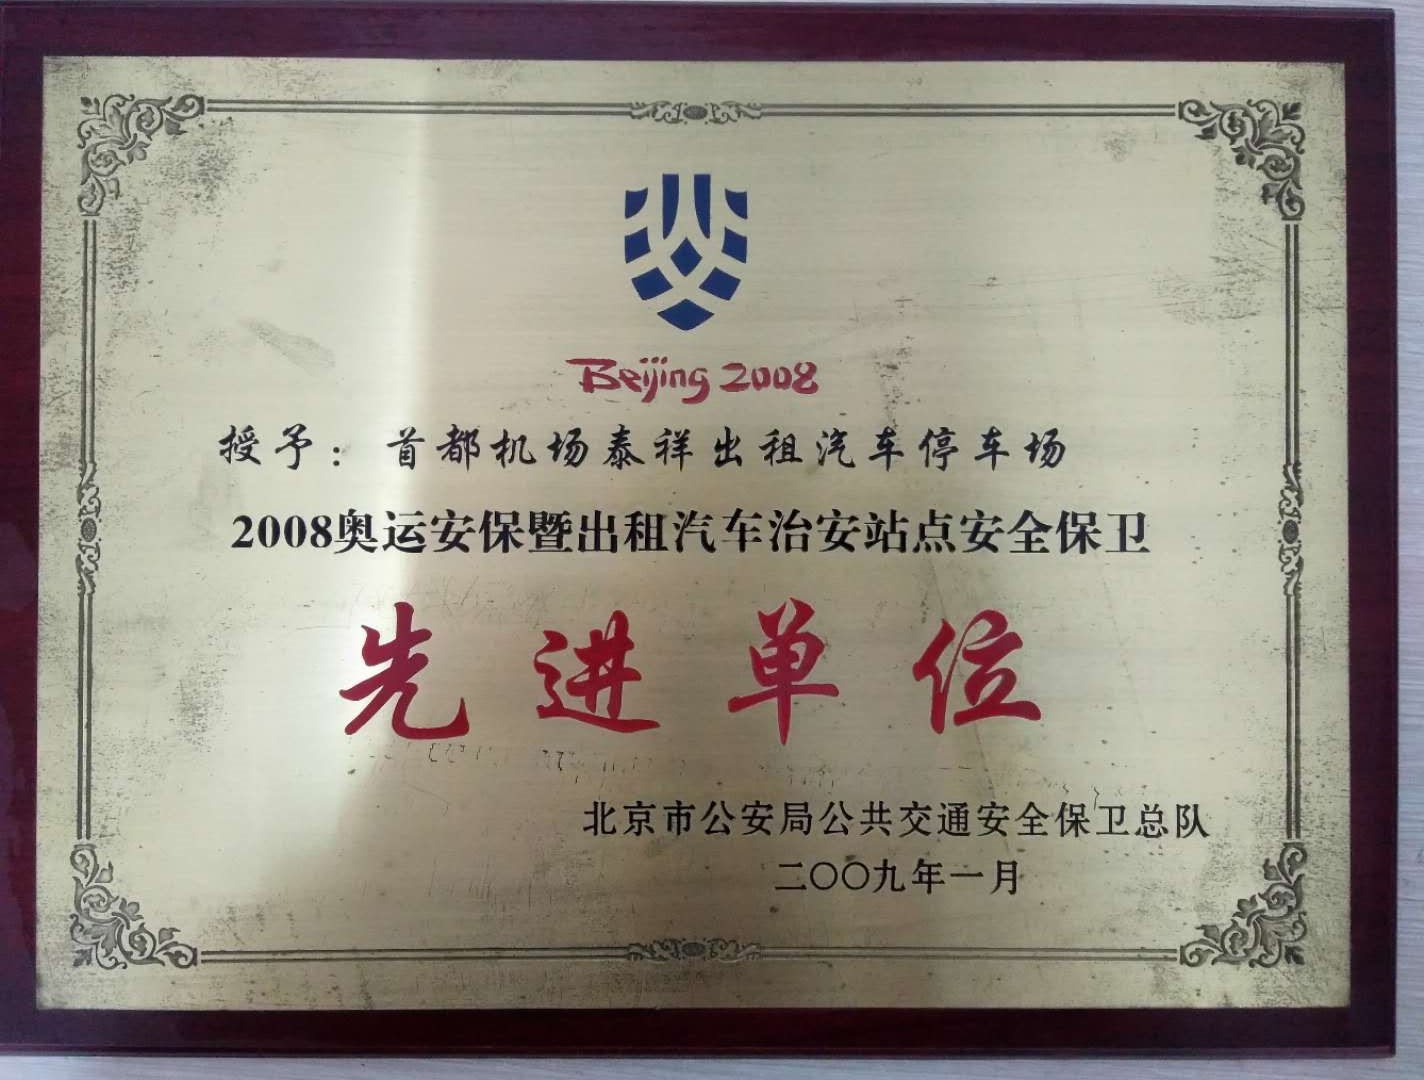 Beijing 2008
授予：首都机场泰祥出租汽车停车场
2008奥运安保暨出租汽车治安站点安全保卫
先进单位
北京市公安局公共交通安全保卫总队
二〇〇九年一月